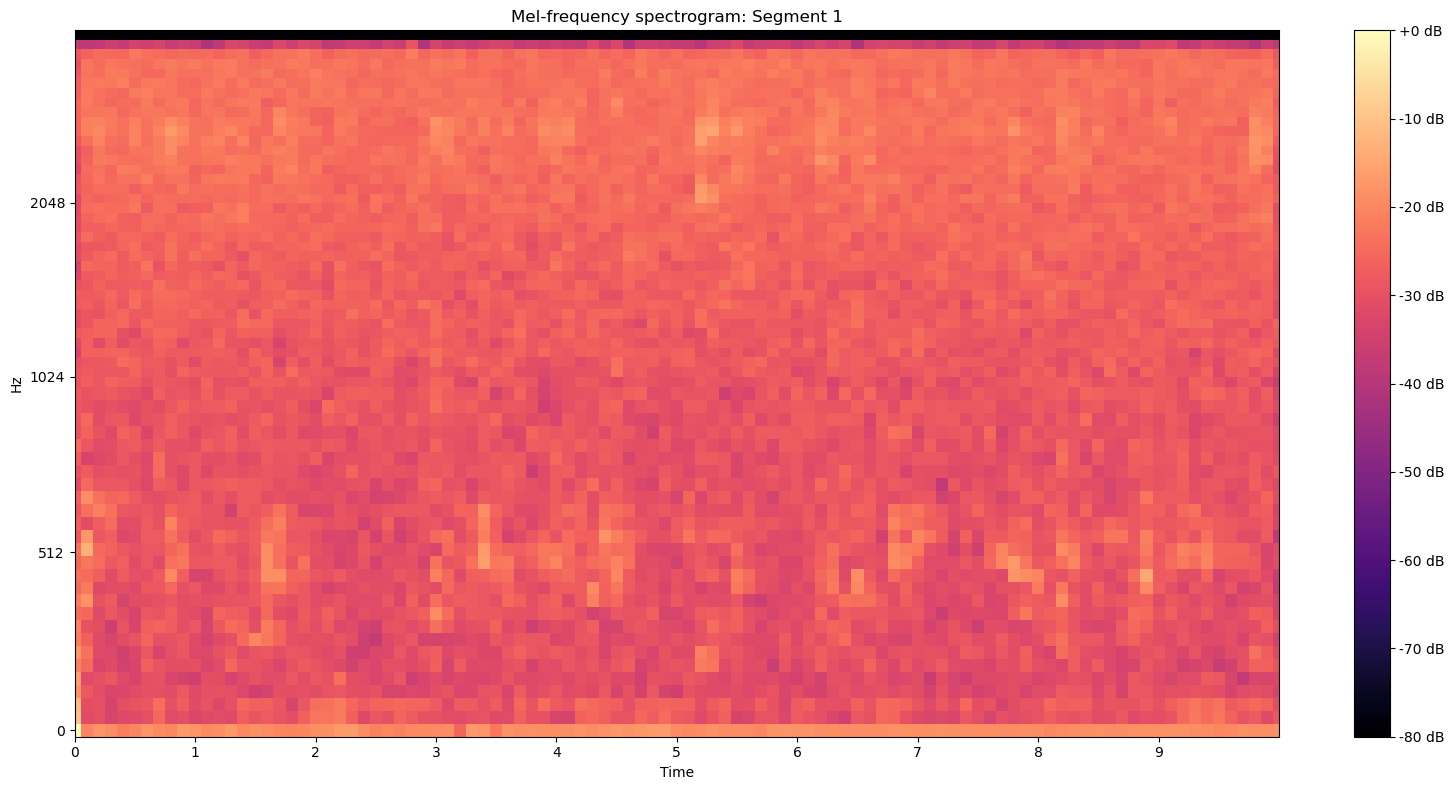 Mel-frequency spectrogram: Segment 1
+0 dB
-10 dB
-20 dB
-30 dB
-40 dB
-50 dB
-60 dB
-70 dB
-80 dB
Hz
2048
1024
512
0
0 1 2 3 4 5 6 7 8 9
Time